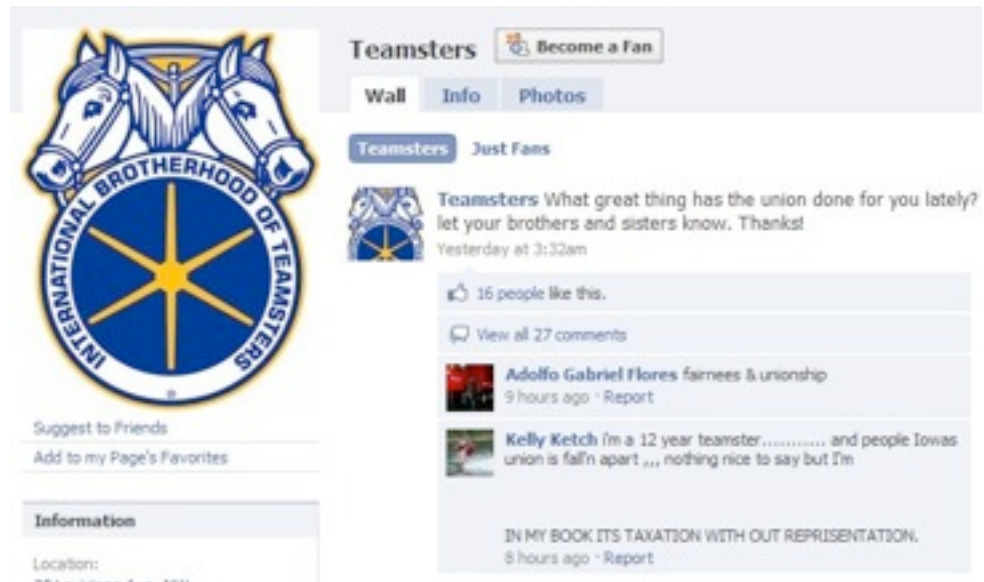 INTERNATIONAL BROTHERHOOD OF TEAMSTERS
Suggest to Friends
Add to my Page's Favorites
Information
Location:
Teamsters
Become a Fan
Wall Info Photos
Teamsters Just Fans
Teamsters What great thing has the union done for you lately?
let your brothers and sisters know. Thanks!
Yesterday at 3:32am
16 people like this.
View all 27 comments
Adolfo Gabriel Flores fairnees & unionship
9 hours ago · Report
Kelly Ketch i'm a 12 year teamster............ and people Iowas
union is fall'n apart ,,, nothing nice to say but I'm
IN MY BOOK ITS TAXATION WITH OUT REPRISENTATION.
8 hours ago · Report